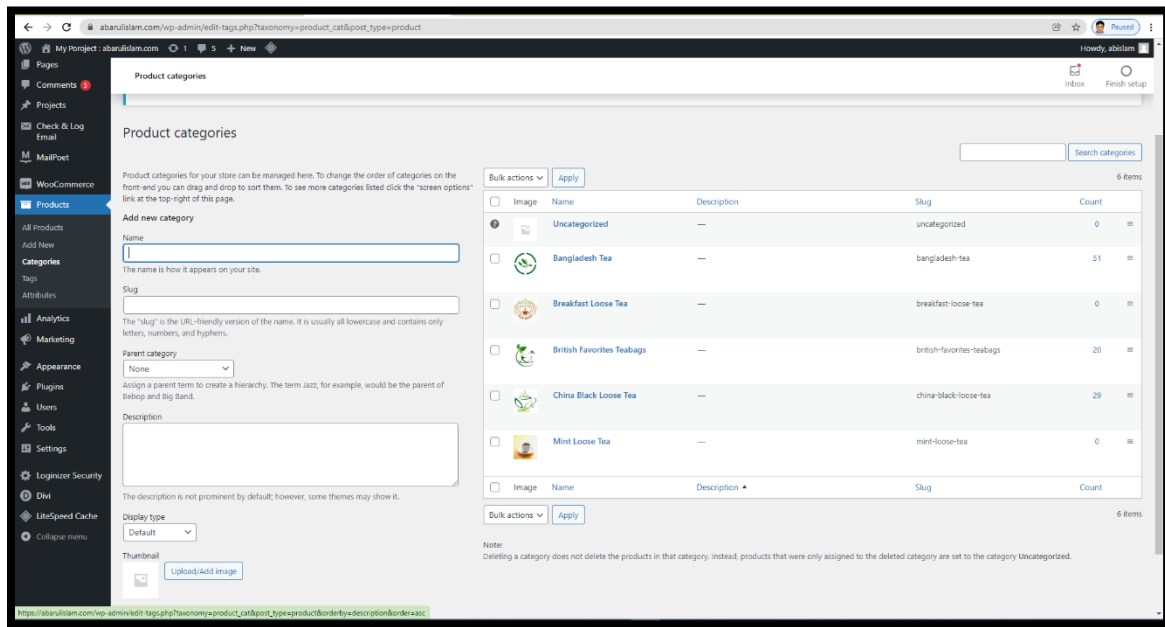 abarulislam.com/wp-admin/edit-tags.php?taxonomy=product_cat&post_type=product
Paused
My Poroject : abarulislam.com 1 5 + New
Howdy, abislam
Pages
Comments 5
Projects
Check & Log
Email
MailPoet
WooCommerce
Products
All Products
Add New
Categories
Tags
Attributes
Analytics
Marketing
Appearance
Plugins
Users
Tools
Settings
Loginizer Security
Divi
LiteSpeed Cache
Collapse menu
Product categories
Inbox
Finish setup
Product categories
Search categories
Product categories for your store can be managed here. To change the order of categories on the
front-end you can drag and drop to sort them. To see more categories listed click the "screen options"
link at the top-right of this page.
Add new category
Name
The name is how it appears on your site.
Slug
The "slug" is the URL-friendly version of the name. It is usually all lowercase and contains only
letters, numbers, and hyphens.
Parent category
None
Assign a parent term to create a hierarchy. The term Jazz, for example, would be the parent of
Bebop and Big Band.
Description
The description is not prominent by default; however, some themes may show it.
Display type
Default
Thumbnail
Upload/Add image
Bulk actions Apply 6 items
Image Name Description Slug Count
Uncategorized — uncategorized 0
Bangladesh Tea — bangladesh-tea 51
Breakfast Loose Tea — breakfast-loose-tea 0
British Favorites Teabags — british-favorites-teabags 20
China Black Loose Tea — china-black-loose-tea 29
Mint Loose Tea — mint-loose-tea 0
Image Name Description Slug Count
Bulk actions Apply 6 items
Note:
Deleting a category does not delete the products in that category. Instead, products that were only assigned to the deleted category are set to the category Uncategorized.
https://abarulislam.com/wp-admin/edit-tags.php?taxonomy=product_cat&post_type=product&orderby=description&order=asc